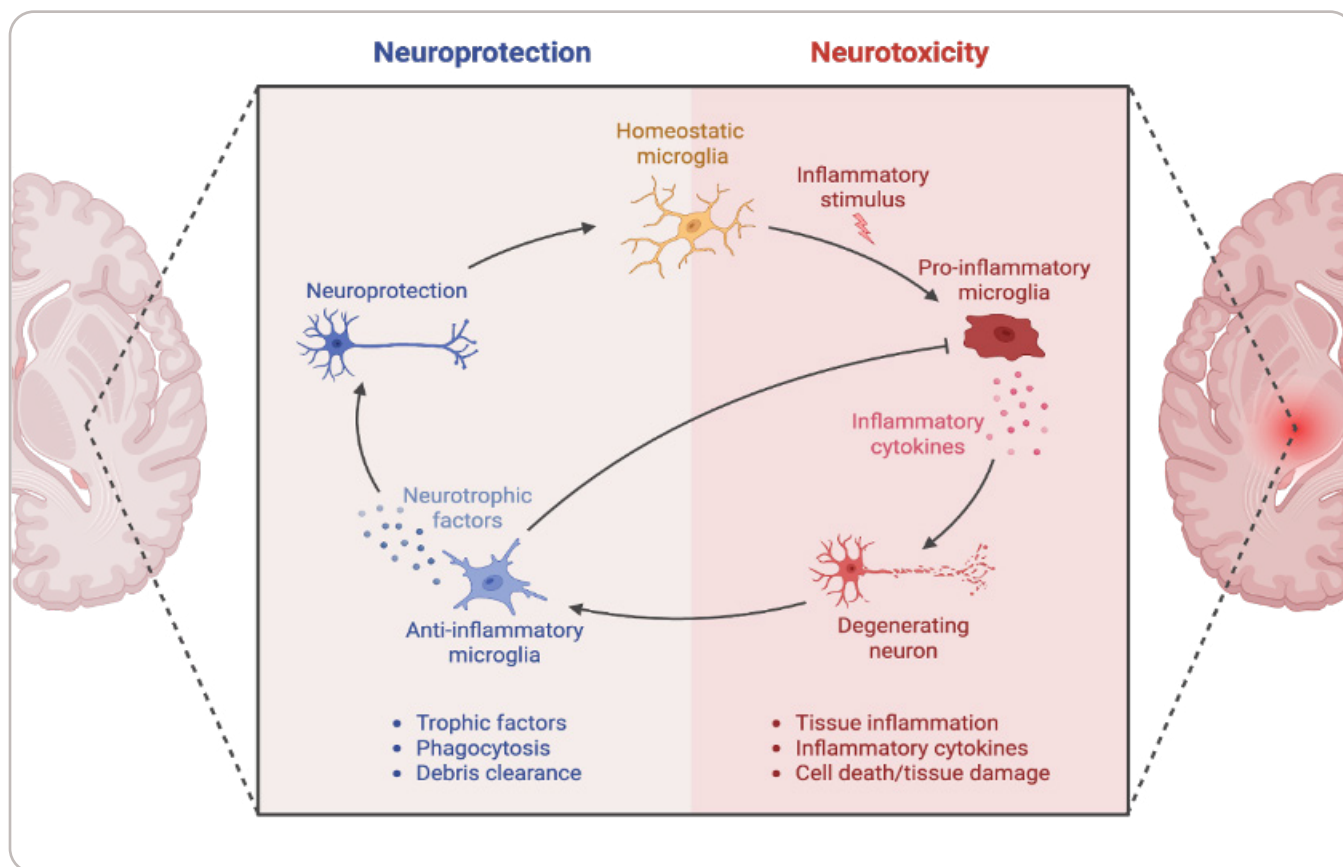 Neuroprotection
Neurotoxicity
Homeostatic
microglia
Inflammatory
stimulus
Pro-inflammatory
microglia
Neuroprotection
Inflammatory
cytokines
Neurotrophic
factors
Anti-inflammatory
microglia
Degenerating
neuron
• Trophic factors
• Phagocytosis
• Debris clearance
• Tissue inflammation
• Inflammatory cytokines
• Cell death/tissue damage